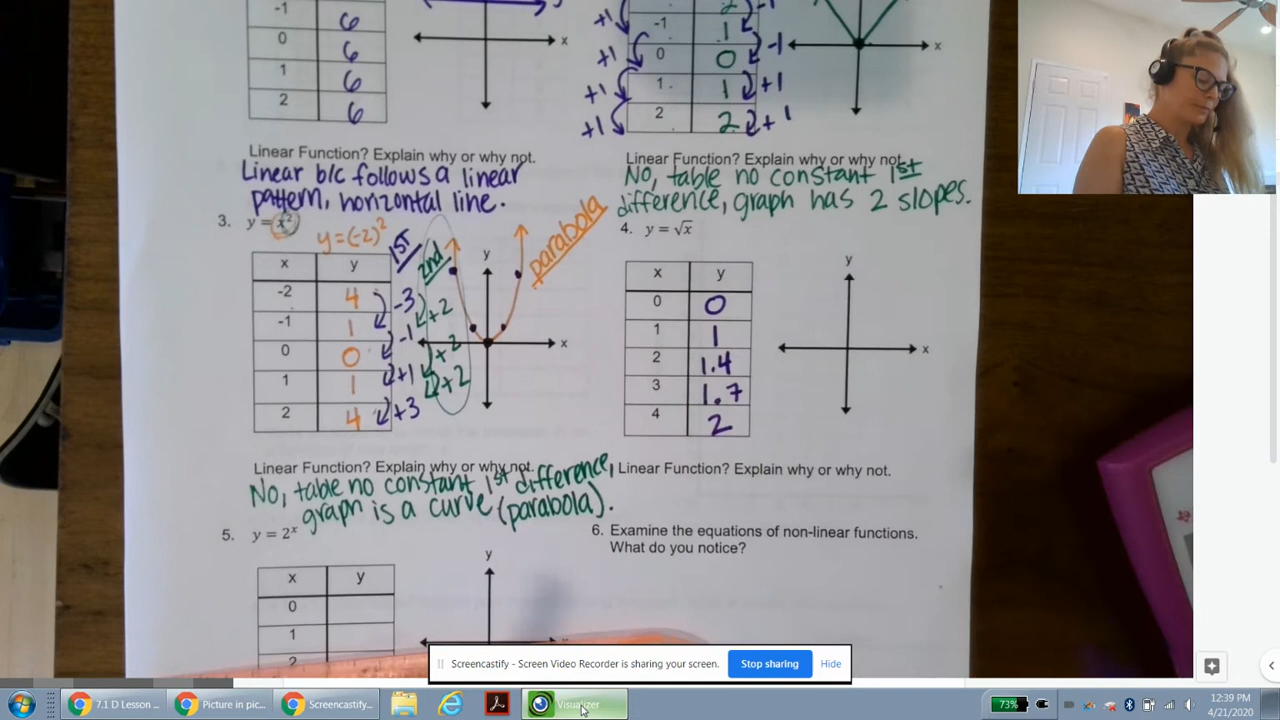 -1 6
0 6
1 6
2 6
x
2 -1
+1 -1 1
+1 0 0 -1
+1 1 1 +1
+1 2 2 +1
x
Linear Function? Explain why or why not.
Linear b/c follows a linear
pattern, horizontal line.
Linear Function? Explain why or why not.
No, table no constant 1st
difference, graph has 2 slopes.
3. y = x²
y=(-2)²
1st
2nd
x y
-2 4
-1 1
0 0
1 1
2 4
-3
-1
+1
+3
+2
+2
+2
y
x
parabola
Linear Function? Explain why or why not.
No, table no constant 1st difference,
graph is a curve (parabola).
4. y = √x
x y
0 0
1 1
2 1.4
3 1.7
4 2
y
x
Linear Function? Explain why or why not.
5. y = 2ˣ
x y
0
1
2
y
6. Examine the equations of non-linear functions.
What do you notice?
Screencastify - Screen Video Recorder is sharing your screen. Stop sharing Hide
7.1 D Lesson ... Picture in pic... Screencastify... Visualizer
73%
12:39 PM
4/21/2020